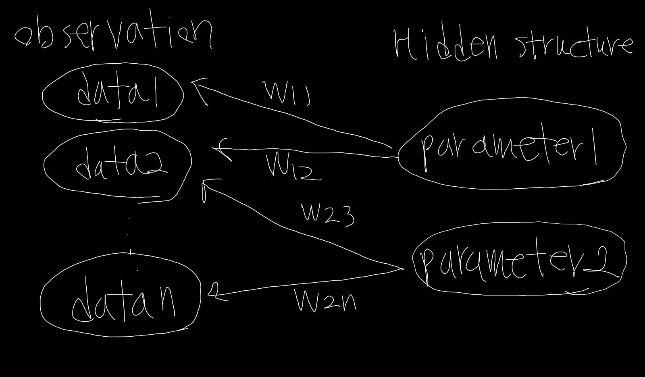 observation
Hidden structure
data1
W11
parameter1
data2
W12
W23
parameter2
datan
W2n